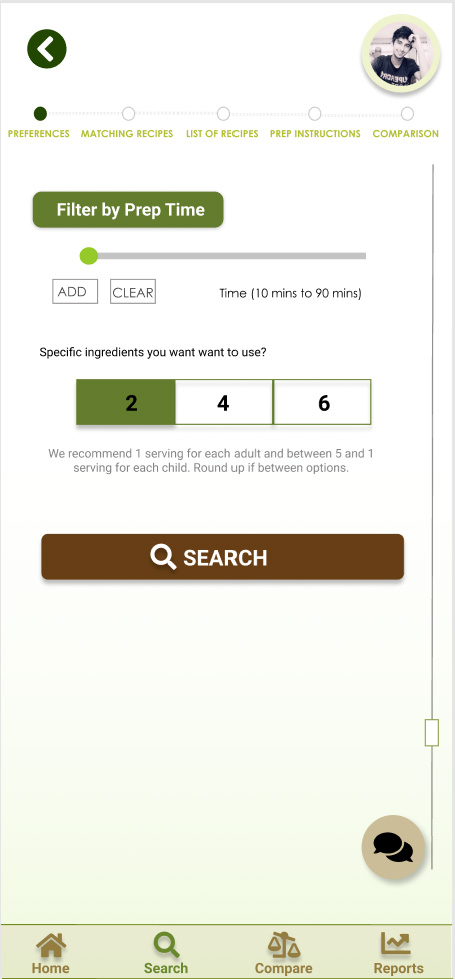 PREFERENCES MATCHING RECIPES LIST OF RECIPES PREP INSTRUCTIONS COMPARISON
Filter by Prep Time
ADD CLEAR Time (10 mins to 90 mins)
Specific ingredients you want want to use?
2 4 6
We recommend 1 serving for each adult and between 5 and 1
serving for each child. Round up if between options.
SEARCH
Home Search Compare Reports